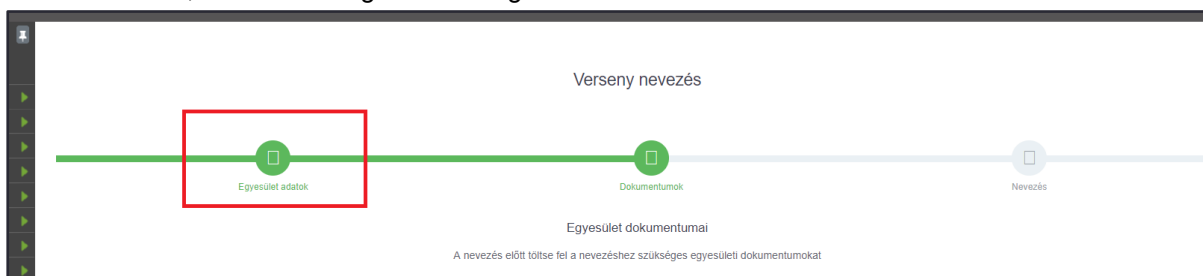 Verseny nevezés
Egyesület adatok
Dokumentumok
Nevezés
Egyesület dokumentumai
A nevezés előtt töltse fel a nevezéshez szükséges egyesületi dokumentumokat